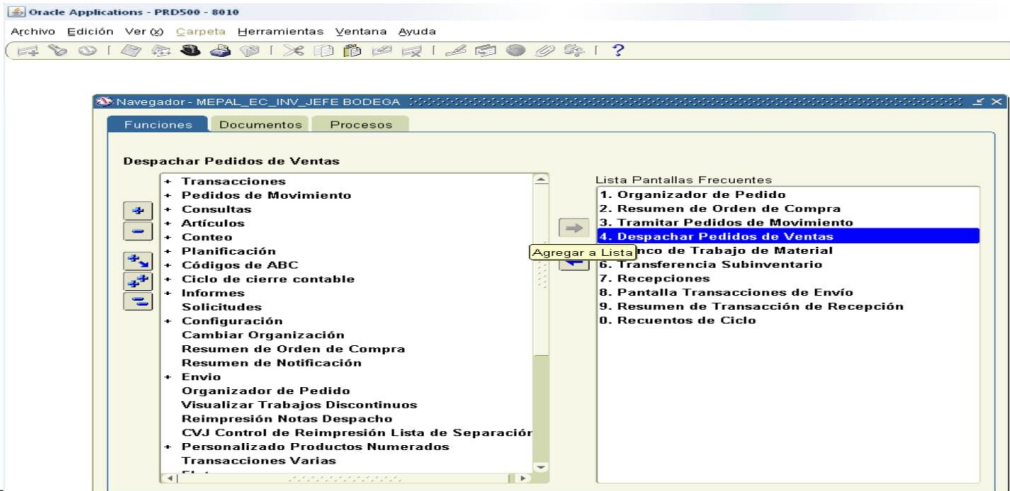 Oracle Applications - PRD500 - 8010
Archivo Edición Ver(x) Carpeta Herramientas Ventana Ayuda
Navegador - MEPAL_EC_INV_JEFE BODEGA
Funciones Documentos Procesos
Despachar Pedidos de Ventas
+ Transacciones
+ Pedidos de Movimiento
+ Consultas
+ Artículos
+ Conteo
+ Planificación
+ Códigos de ABC
+ Ciclo de cierre contable
+ Informes
Solicitudes
+ Configuración
Cambiar Organización
Resumen de Orden de Compra
Resumen de Notificación
+ Envio
Organizador de Pedido
Visualizar Trabajos Discontinuos
Reimpresión Notas Despacho
CVJ Control de Reimpresión Lista de Separación
+ Personalizado Productos Numerados
Transacciones Varias
Agregar a Lista
Lista Pantallas Frecuentes
1. Organizador de Pedido
2. Resumen de Orden de Compra
3. Tramitar Pedidos de Movimiento
4. Despachar Pedidos de Ventas
de Trabajo de Material
6. Transferencia Subinventario
7. Recepciones
8. Pantalla Transacciones de Envío
9. Resumen de Transacción de Recepción
0. Recuentos de Ciclo